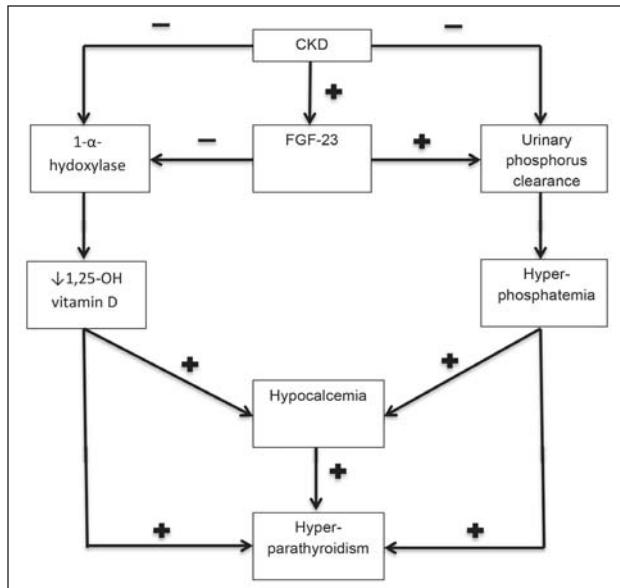 CKD
−
−
+
1-α-
hydoxylase
−
FGF-23
+
Urinary
phosphorus
clearance
↓1,25-OH
vitamin D
Hyper-
phosphatemia
+
+
Hypocalcemia
+
Hyper-
parathyroidism
+
+